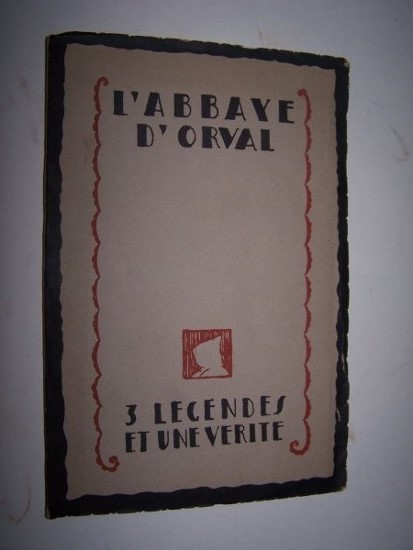 L'ABBAYE
D'ORVAL
3 LEGENDES
ET UNE VERITE